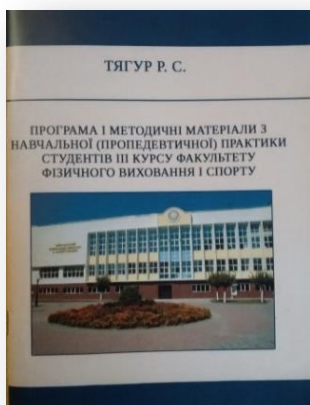 ТЯГУР Р. С.
ПРОГРАМА І МЕТОДИЧНІ МАТЕРІАЛИ З
НАВЧАЛЬНОЇ (ПРОПЕДЕВТИЧНОЇ) ПРАКТИКИ
СТУДЕНТІВ ІІІ КУРСУ ФАКУЛЬТЕТУ
ФІЗИЧНОГО ВИХОВАННЯ І СПОРТУ